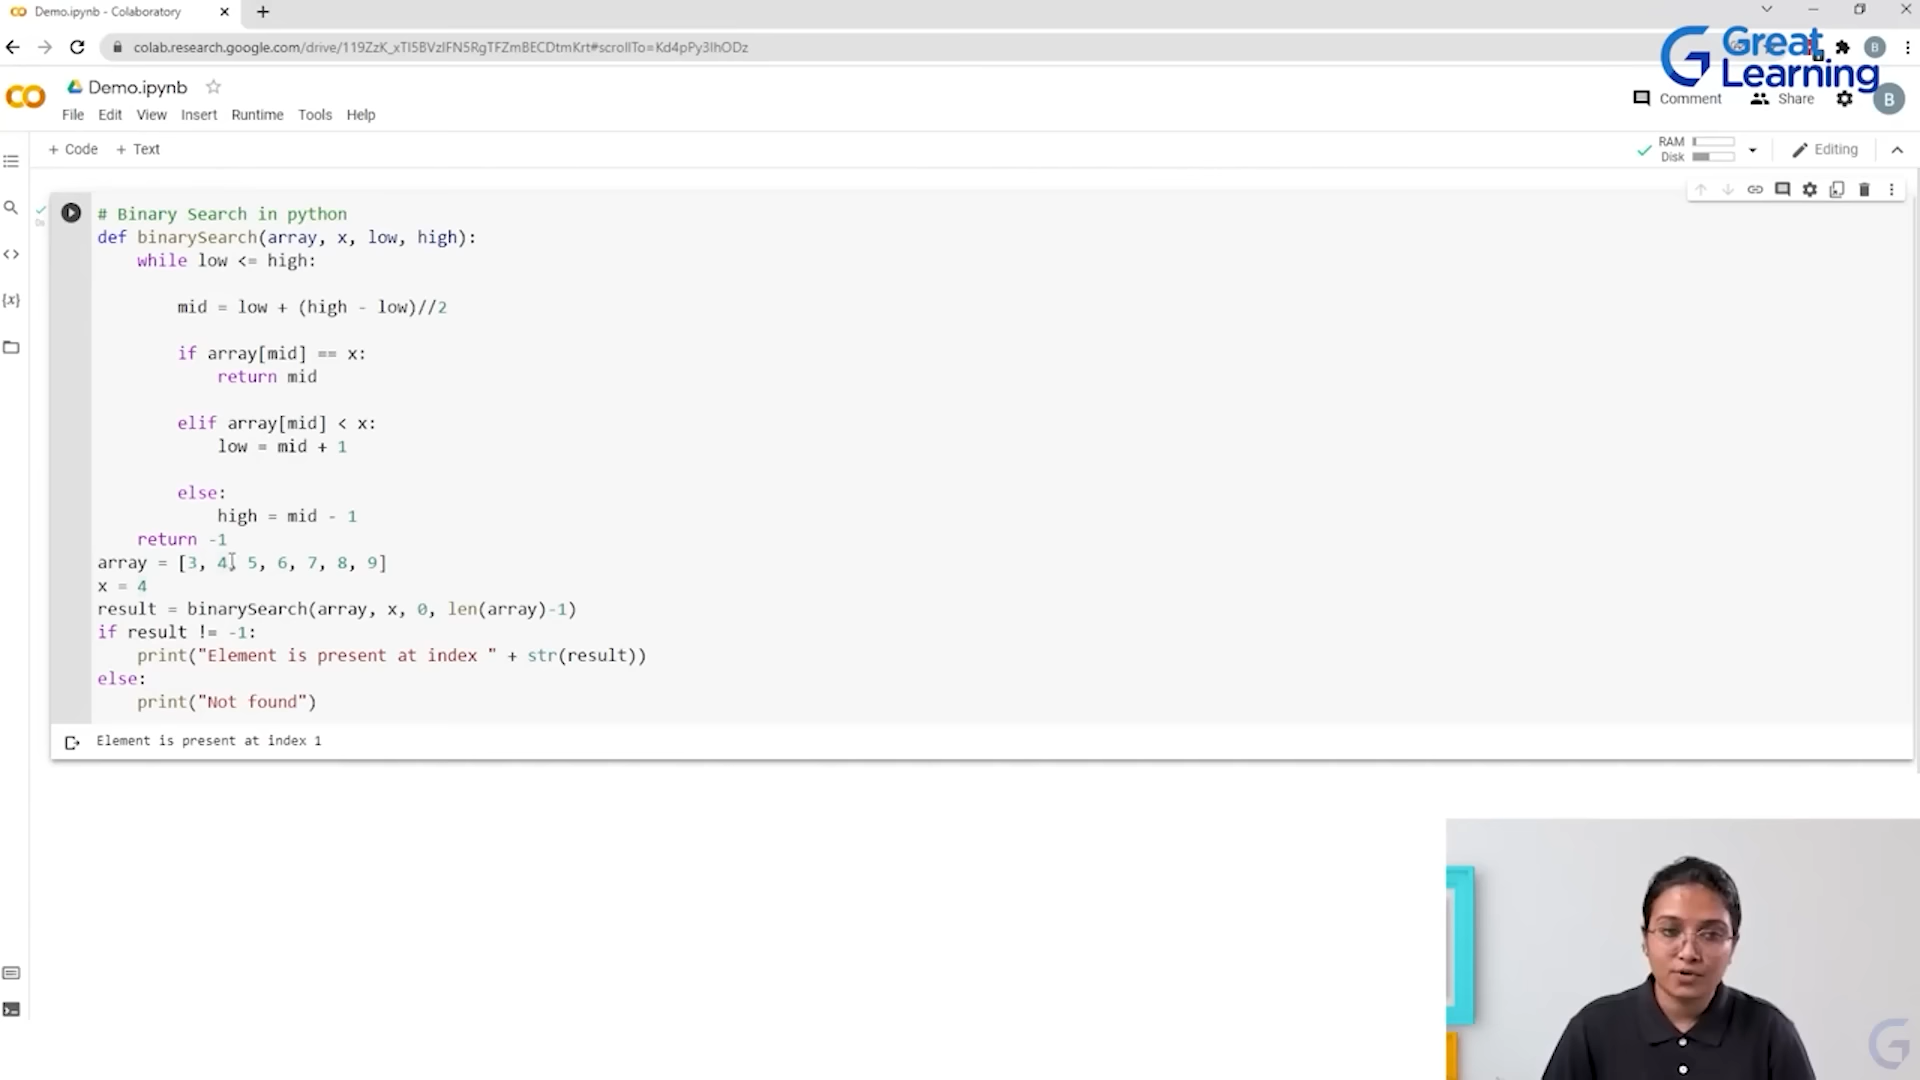 Demo.ipynb - Colaboratory
colab.research.google.com/drive/119ZzK_xTI5BVzIFN5RgTFZmBECDtmKrt#scrollTo=Kd4pPy3IhODz
B
Great Learning
Demo.ipynb
Comment
Share
B
File Edit View Insert Runtime Tools Help
+ Code + Text
RAM
Disk
Editing
# Binary Search in python
def binarySearch(array, x, low, high):
    while low <= high:
        mid = low + (high - low)//2
        if array[mid] == x:
            return mid
        elif array[mid] < x:
            low = mid + 1
        else:
            high = mid - 1
    return -1
array = [3, 4, 5, 6, 7, 8, 9]
x = 4
result = binarySearch(array, x, 0, len(array)-1)
if result != -1:
    print("Element is present at index " + str(result))
else:
    print("Not found")
Element is present at index 1